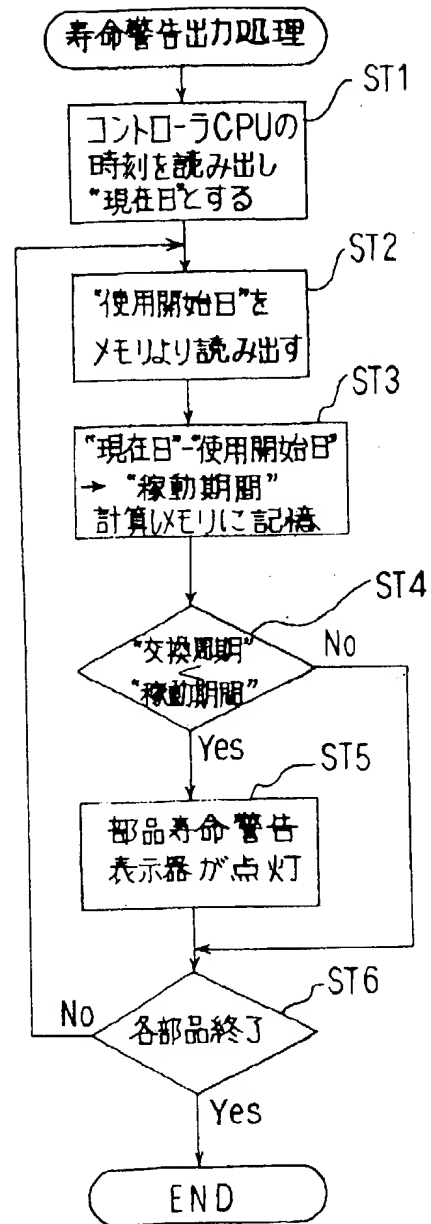 寿命警告出力処理
ST1
コントローラCPUの
時刻を読み出し
"現在日"とする
ST2
"使用開始日"を
メモリより読み出す
ST3
"現在日"-"使用開始日"
→ "稼動期間"
計算しメモリに記憶
ST4
"交換周期"
<
"稼動期間"
No
Yes
ST5
部品寿命警告
表示器が点灯
ST6
No
各部品終了
Yes
END